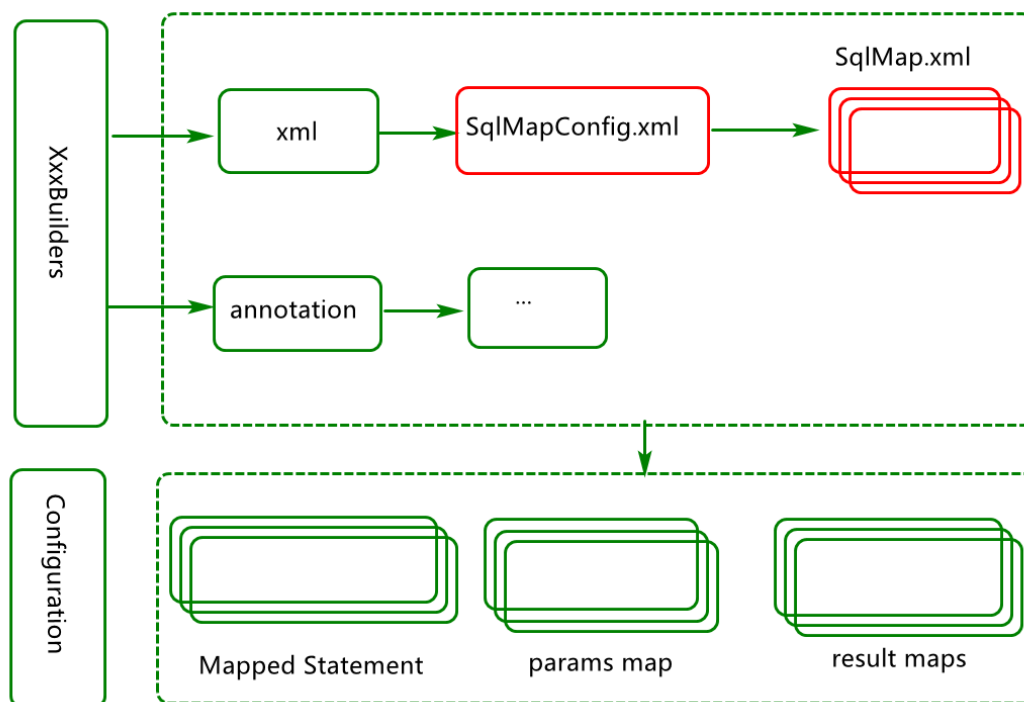 XxxBuilders
SqlMap.xml
xml
SqlMapConfig.xml
annotation
...
Configuration
Mapped Statement
params map
result maps